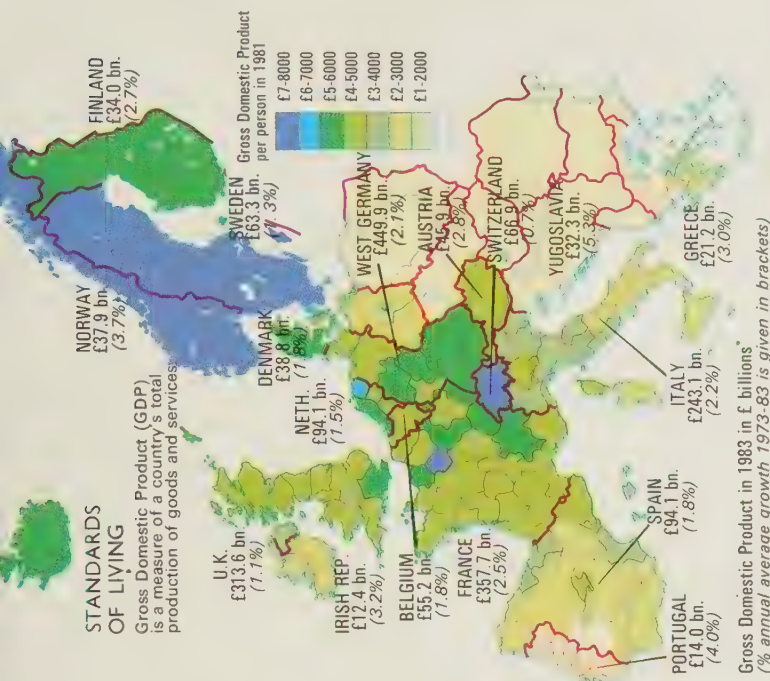 STANDARDS
OF LIVING
Gross Domestic Product (GDP)
is a measure of a country's total
production of goods and services.
NORWAY
£37.9 bn.
(3.7%)
FINLAND
£34.0 bn.
(2.7%)
SWEDEN
£63.3 bn.
(1.3%)
Gross Domestic Product
per person in 1981
£7-8000
£6-7000
£5-6000
£4-5000
£3-4000
£2-3000
£1-2000
DENMARK
£38.8 bn.
(1.8%)
U.K.
£313.6 bn.
(1.1%)
NETH.
£94.1 bn.
(1.5%)
WEST GERMANY
£449.9 bn.
(2.1%)
IRISH REP.
£12.4 bn.
(3.2%)
AUSTRIA
£45.9 bn.
(2.8%)
BELGIUM
£55.2 bn.
(1.8%)
SWITZERLAND
£66.9 bn.
FRANCE
£357.7 bn.
(2.5%)
YUGOSLAVIA
£32.3 bn.
(5.3%)
PORTUGAL
£14.0 bn.
(4.0%)
SPAIN
£94.1 bn.
(1.8%)
ITALY
£243.1 bn.
(2.2%)
GREECE
£21.2 bn.
(3.0%)
Gross Domestic Product in 1983 in £ billions
(% annual average growth 1973-83 is given in brackets)